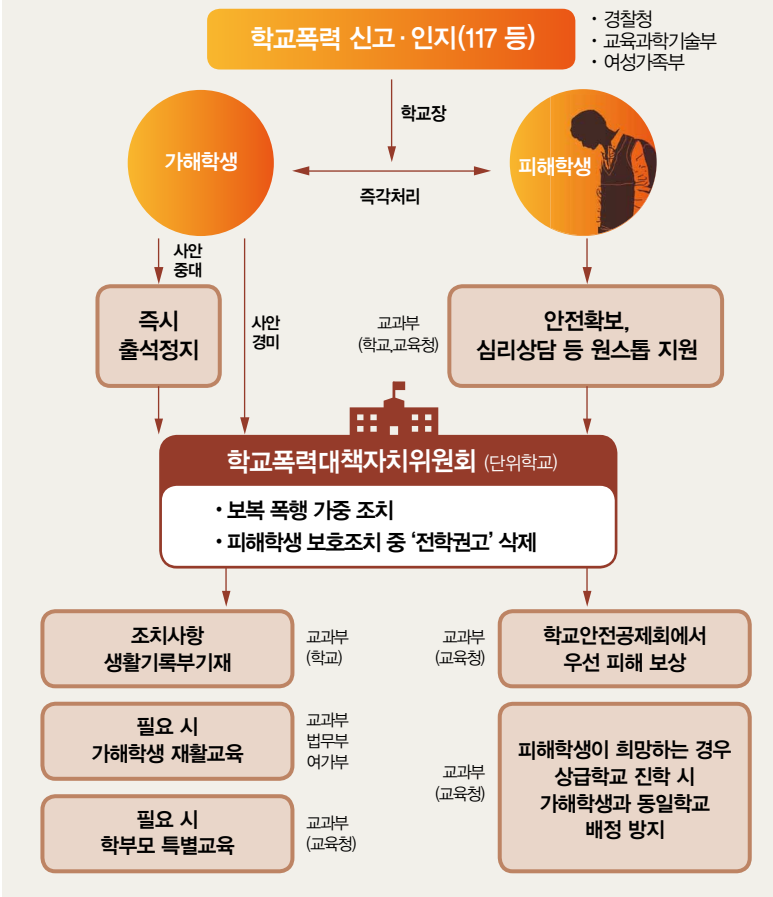 학교폭력 신고·인지(117 등)
· 경찰청
· 교육과학기술부
· 여성가족부
학교장
가해학생
피해학생
즉각처리
사안
중대
사안
경미
즉시
출석정지
교과부
(학교,교육청)
안전확보,
심리상담 등 원스톱 지원
학교폭력대책자치위원회 (단위학교)
· 보복 폭행 가중 조치
· 피해학생 보호조치 중 ‘전학권고’ 삭제
조치사항
생활기록부기재
교과부
(학교)
필요 시
가해학생 재활교육
교과부
법무부
여가부
필요 시
학부모 특별교육
교과부
(교육청)
교과부
(교육청)
학교안전공제회에서
우선 피해 보상
교과부
(교육청)
피해학생이 희망하는 경우
상급학교 진학 시
가해학생과 동일학교
배정 방지